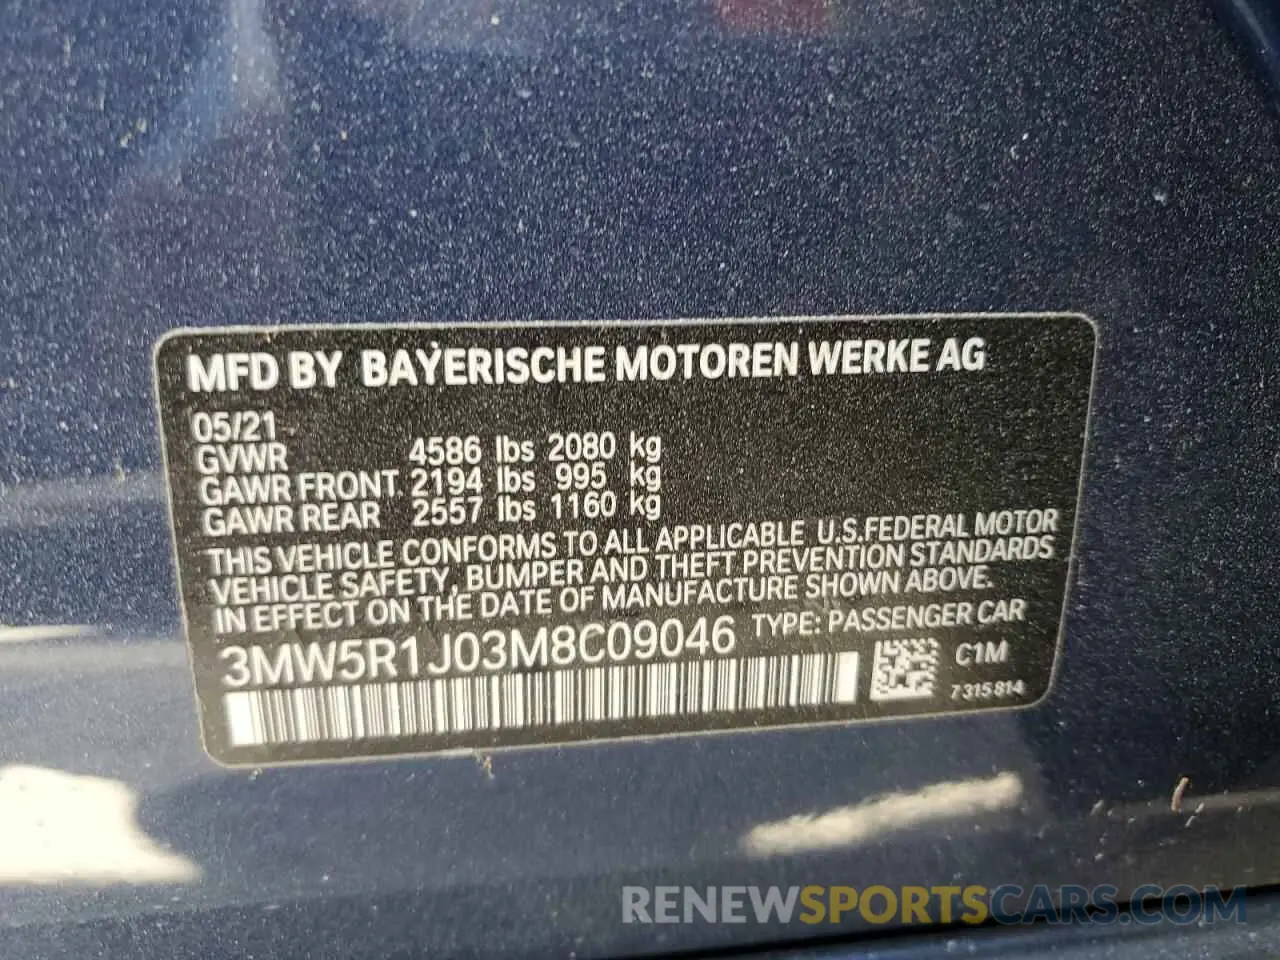 MFD BY BAYERISCHE MOTOREN WERKE AG
05/21
GVWR 4586 lbs 2080 kg
GAWR FRONT 2194 lbs 995 kg
GAWR REAR 2557 lbs 1160 kg
THIS VEHICLE CONFORMS TO ALL APPLICABLE U.S.FEDERAL MOTOR
VEHICLE SAFETY, BUMPER AND THEFT PREVENTION STANDARDS
IN EFFECT ON THE DATE OF MANUFACTURE SHOWN ABOVE.
3MW5R1J03M8C09046 TYPE: PASSENGER CAR
C1M
7315814
RENEWSPORTSCARS.COM